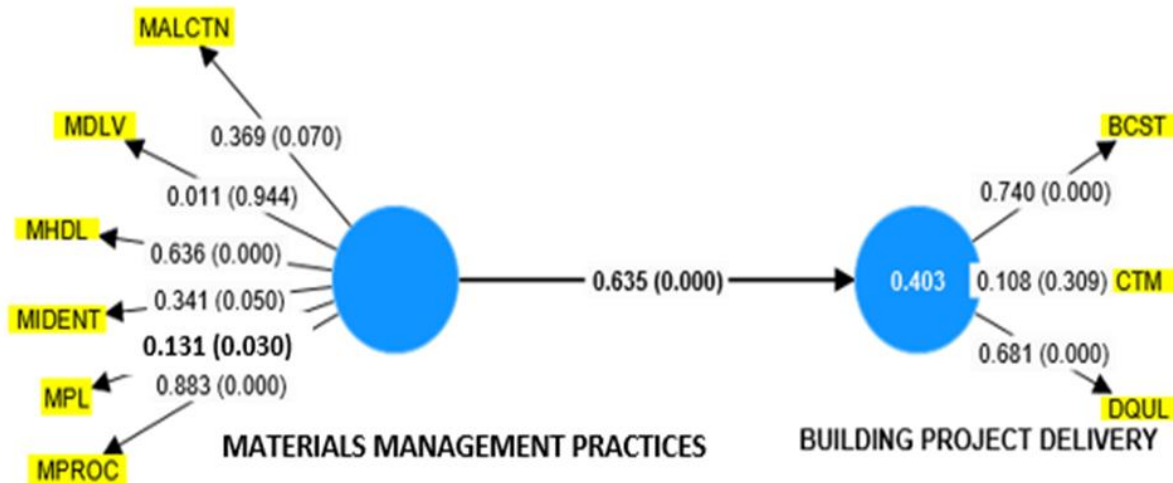 MALCTN
0.369 (0.070)
MDLV
0.011 (0.944)
MHDL
0.636 (0.000)
MIDENT
0.341 (0.050)
0.131 (0.030)
MPL
0.883 (0.000)
MPROC
MATERIALS MANAGEMENT PRACTICES
0.635 (0.000)
0.403
BCST
0.740 (0.000)
0.108 (0.309) CTM
0.681 (0.000)
DQUL
BUILDING PROJECT DELIVERY